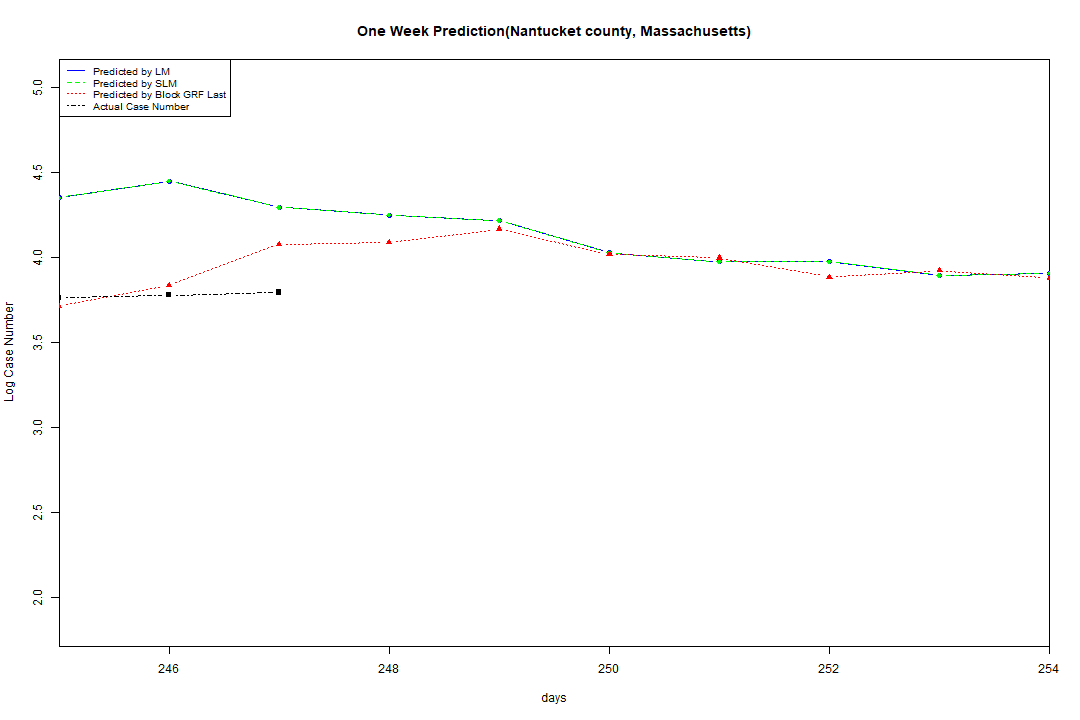 One Week Prediction(Nantucket county, Massachusetts)
Predicted by LM
Predicted by SLM
Predicted by Block GRF Last
Actual Case Number
5.0
4.5
4.0
3.5
3.0
2.5
2.0
Log Case Number
246
248
250
252
254
days